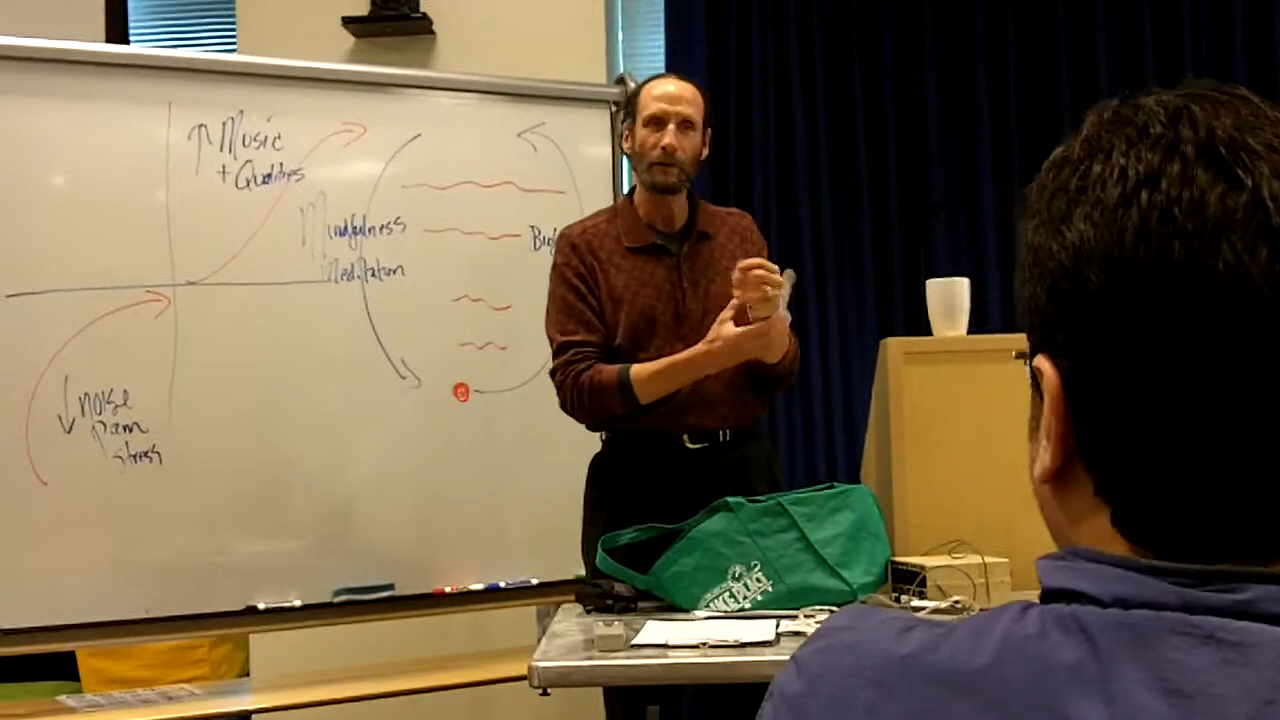 ↑ Music
+ Qualities
Mindfulness
Meditation
↓ noise
pain
stress